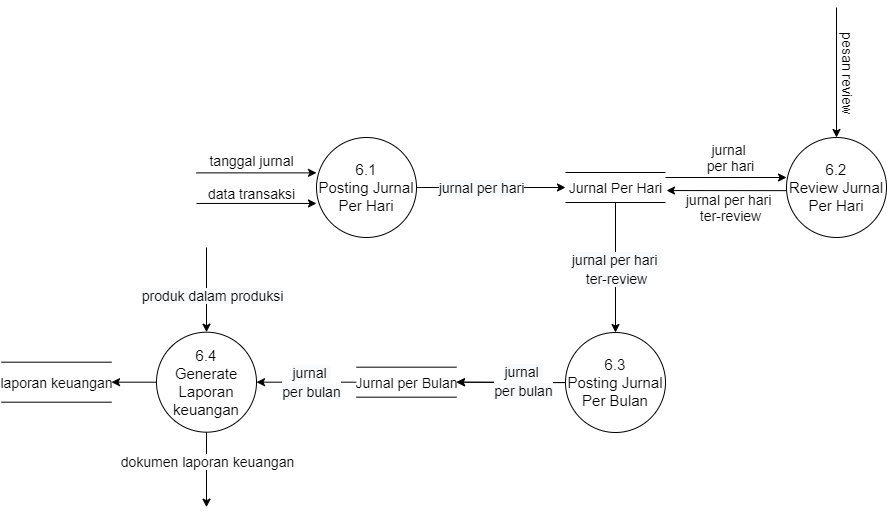 pesan review
tanggal jurnal
data transaksi
6.1
Posting Jurnal
Per Hari
jurnal per hari
Jurnal Per Hari
jurnal
per hari
jurnal per hari
ter-review
6.2
Review Jurnal
Per Hari
jurnal per hari
ter-review
produk dalam produksi
laporan keuangan
6.4
Generate
Laporan
keuangan
jurnal
per bulan
Jurnal per Bulan
jurnal
per bulan
6.3
Posting Jurnal
Per Bulan
dokumen laporan keuangan